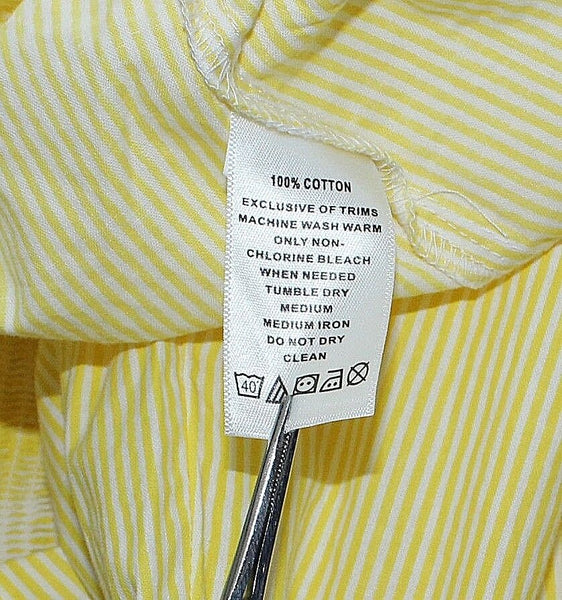 100% COTTON
EXCLUSIVE OF TRIMS
MACHINE WASH WARM
ONLY NON-
CHLORINE BLEACH
WHEN NEEDED
TUMBLE DRY
MEDIUM
MEDIUM IRON
DO NOT DRY
CLEAN
40°